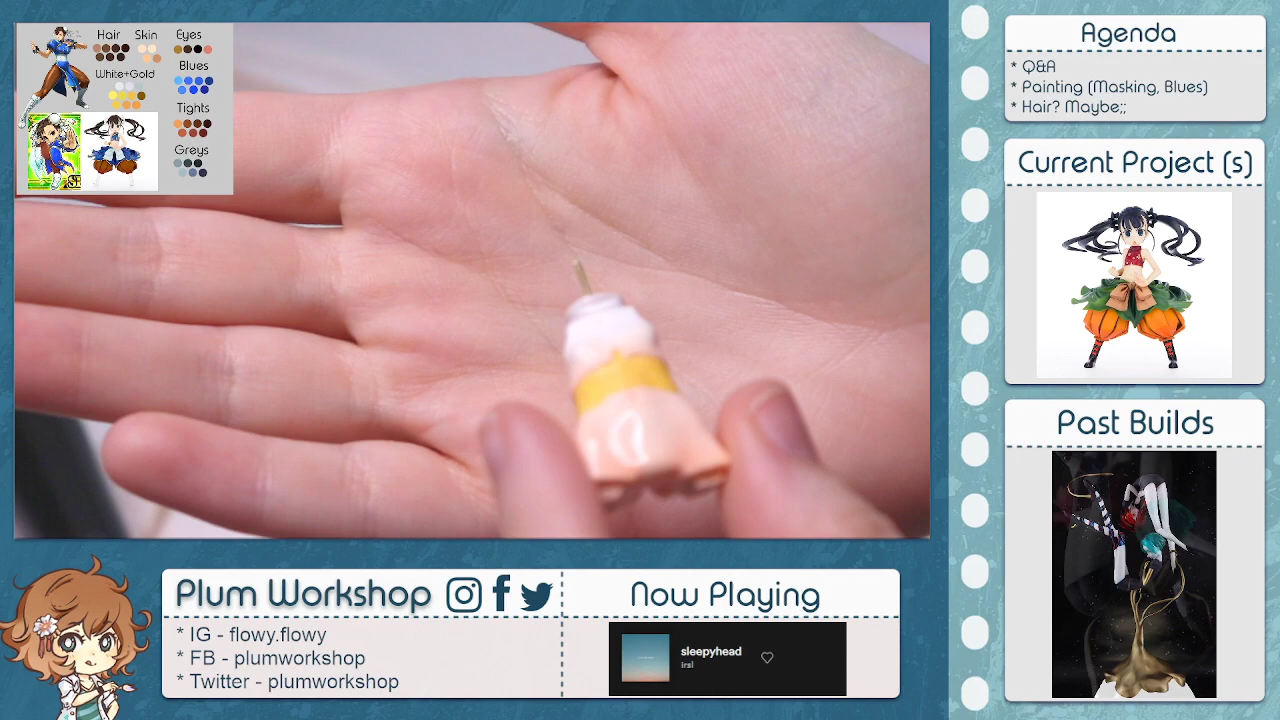 Hair Skin Eyes
White+Gold
Blues
Tights
Greys
Agenda
* Q&A
* Painting (Masking, Blues)
* Hair? Maybe;;
Current Project (s)
Past Builds
Plum Workshop
* IG - flowy.flowy
* FB - plumworkshop
* Twitter - plumworkshop
Now Playing
sleepyhead
irsl